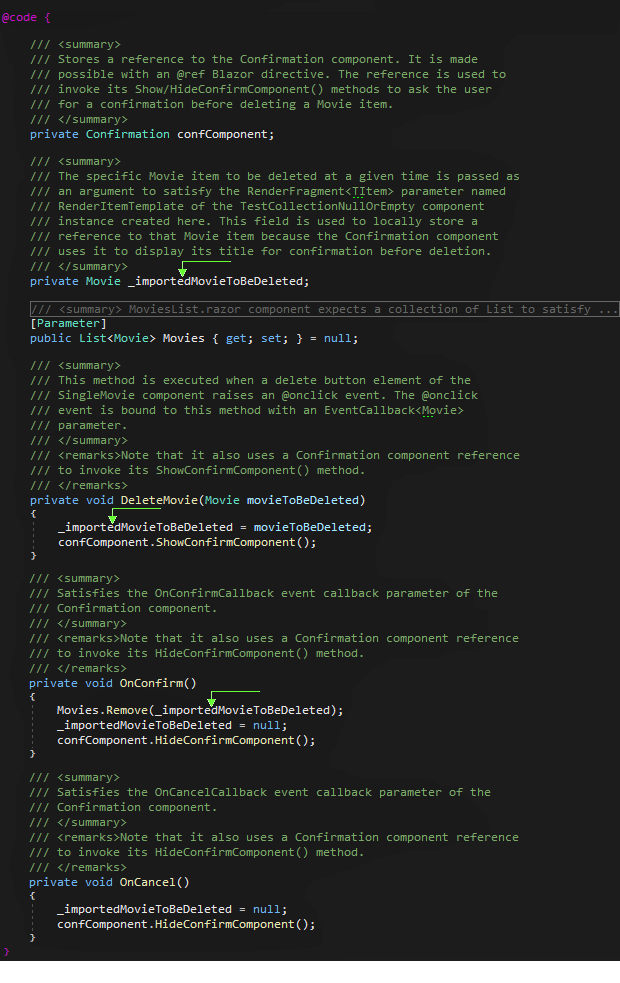 @code {
/// <summary>
/// Stores a reference to the Confirmation component. It is made
/// possible with an @ref Blazor directive. The reference is used to
/// invoke its Show/HideConfirmComponent() methods to ask the user
/// for a confirmation before deleting a Movie item.
/// </summary>
private Confirmation confComponent;
/// <summary>
/// The specific Movie item to be deleted at a given time is passed as
/// an argument to satisfy the RenderFragment<TItem> parameter named
/// RenderItemTemplate of the TestCollectionNullOrEmpty component
/// instance created here. This field is used to locally store a
/// reference to that Movie item because the Confirmation component
/// uses it to display its title for confirmation before deletion.
/// </summary>
private Movie _importedMovieToBeDeleted;
/// <summary> MoviesList.razor component expects a collection of List to satisfy ...
[Parameter]
public List<Movie> Movies { get; set; } = null;
/// <summary>
/// This method is executed when a delete button element of the
/// SingleMovie component raises an @onclick event. The @onclick
/// event is bound to this method with an EventCallback<Movie>
/// parameter.
/// </summary>
/// <remarks>Note that it also uses a Confirmation component reference
/// to invoke its ShowConfirmComponent() method.
/// </remarks>
private void DeleteMovie(Movie movieToBeDeleted)
{
_importedMovieToBeDeleted = movieToBeDeleted;
confComponent.ShowConfirmComponent();
}
/// <summary>
/// Satisfies the OnConfirmCallback event callback parameter of the
/// Confirmation component.
/// </summary>
/// <remarks>Note that it also uses a Confirmation component reference
/// to invoke its HideConfirmComponent() method.
/// </remarks>
private void OnConfirm()
{
Movies.Remove(_importedMovieToBeDeleted);
_importedMovieToBeDeleted = null;
confComponent.HideConfirmComponent();
}
/// <summary>
/// Satisfies the OnCancelCallback event callback parameter of the
/// Confirmation component.
/// </summary>
/// <remarks>Note that it also uses a Confirmation component reference
/// to invoke its HideConfirmComponent() method.
/// </remarks>
private void OnCancel()
{
_importedMovieToBeDeleted = null;
confComponent.HideConfirmComponent();
}
}